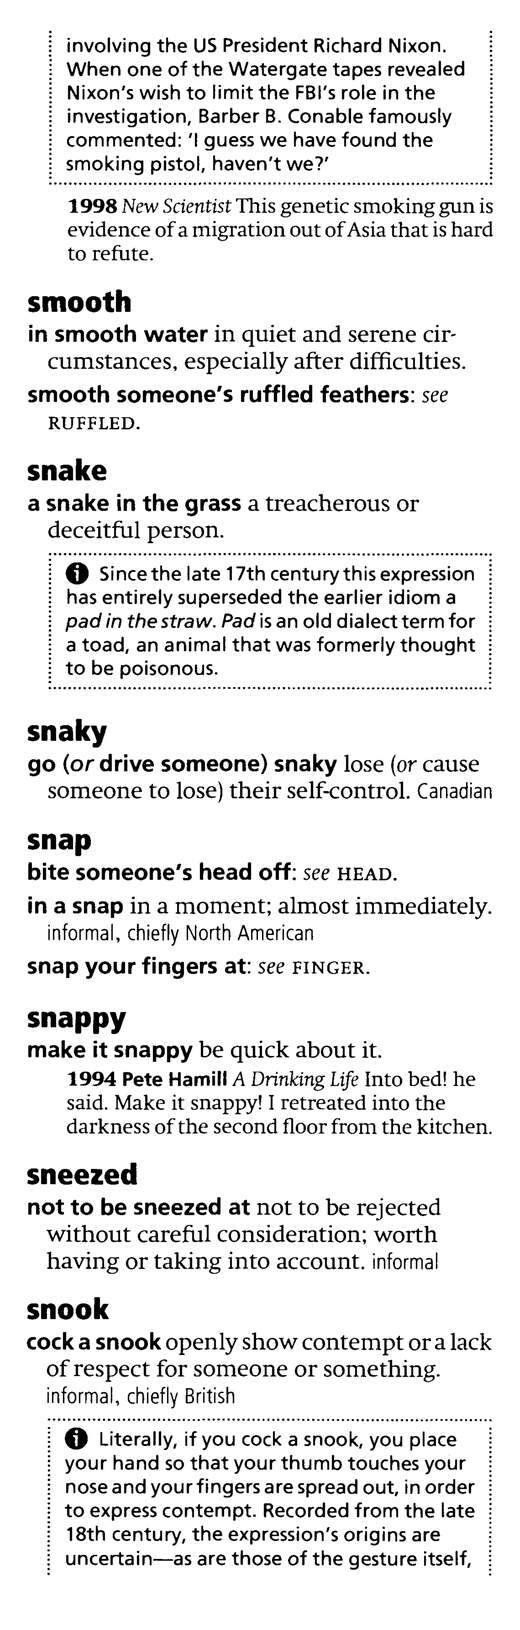 involving the US President Richard Nixon.
When one of the Watergate tapes revealed
Nixon's wish to limit the FBI's role in the
investigation, Barber B. Conable famously
commented: 'I guess we have found the
smoking pistol, haven't we?'
1998 New Scientist This genetic smoking gun is
evidence of a migration out of Asia that is hard
to refute.
smooth
in smooth water in quiet and serene cir-
cumstances, especially after difficulties.
smooth someone's ruffled feathers: see
RUFFLED.
snake
a snake in the grass a treacherous or
deceitful person.
i Since the late 17th century this expression
has entirely superseded the earlier idiom a
pad in the straw. Pad is an old dialect term for
a toad, an animal that was formerly thought
to be poisonous.
snaky
go (or drive someone) snaky lose (or cause
someone to lose) their self-control. Canadian
snap
bite someone's head off: see HEAD.
in a snap in a moment; almost immediately.
informal, chiefly North American
snap your fingers at: see FINGER.
snappy
make it snappy be quick about it.
1994 Pete Hamill A Drinking Life Into bed! he
said. Make it snappy! I retreated into the
darkness of the second floor from the kitchen.
sneezed
not to be sneezed at not to be rejected
without careful consideration; worth
having or taking into account. informal
snook
cock a snook openly show contempt or a lack
of respect for someone or something.
informal, chiefly British
i Literally, if you cock a snook, you place
your hand so that your thumb touches your
nose and your fingers are spread out, in order
to express contempt. Recorded from the late
18th century, the expression's origins are
uncertain—as are those of the gesture itself,